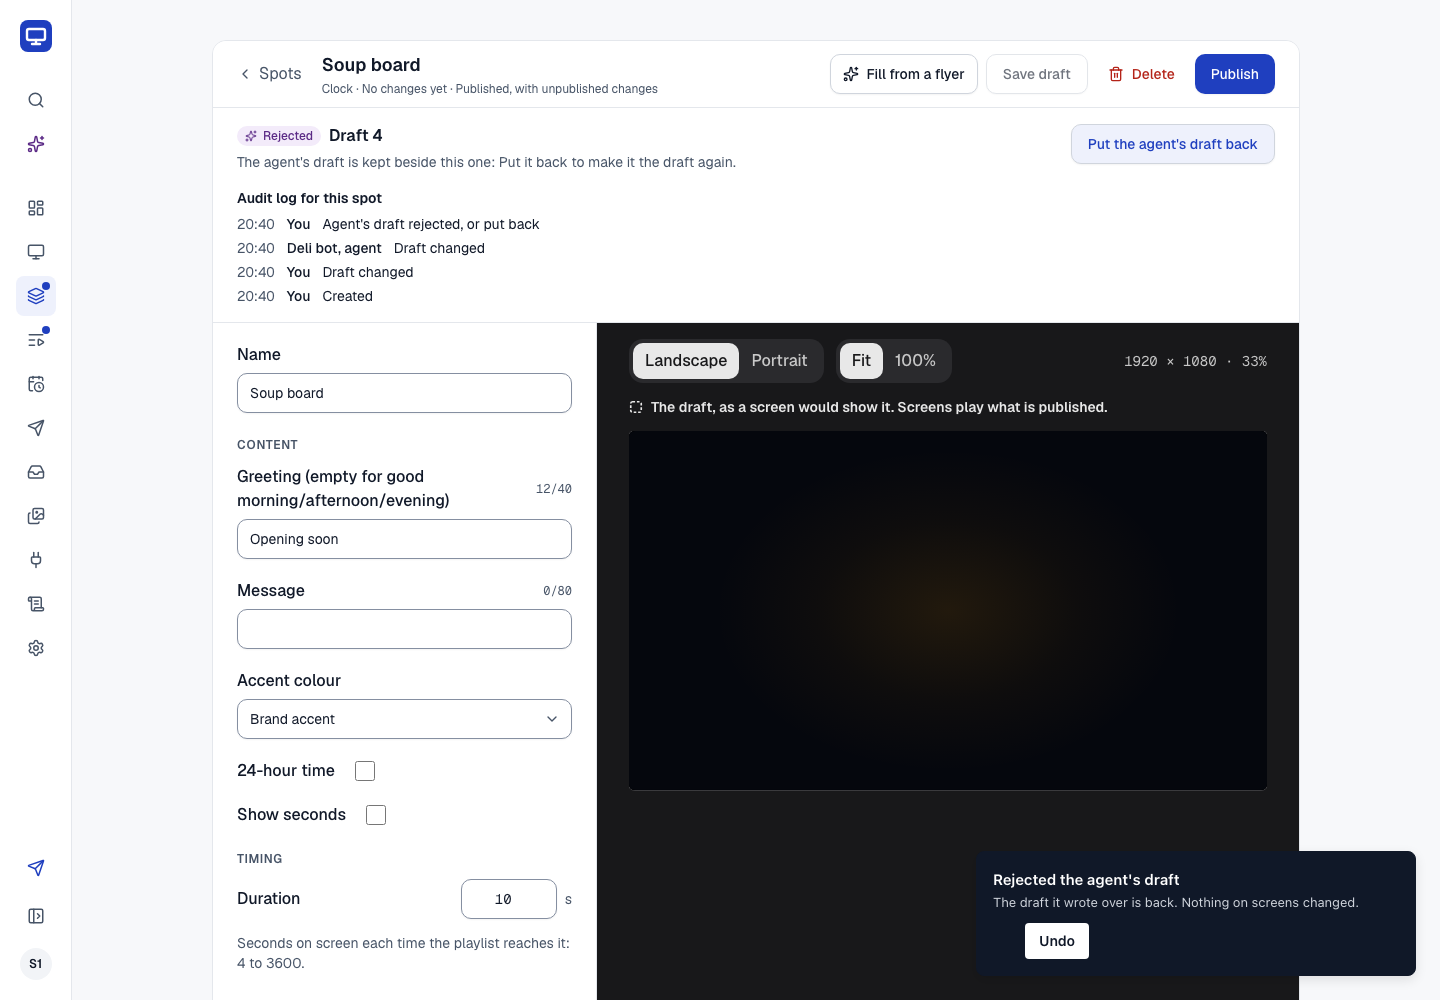 Spots
Soup board
Clock · No changes yet · Published, with unpublished changes
Fill from a flyer
Save draft
Delete
Publish
Rejected
Draft 4
The agent's draft is kept beside this one: Put it back to make it the draft again.
Put the agent's draft back
Audit log for this spot
20:40 You Agent's draft rejected, or put back
20:40 Deli bot, agent Draft changed
20:40 You Draft changed
20:40 You Created
Name
Soup board
CONTENT
Greeting (empty for good
morning/afternoon/evening)
12/40
Opening soon
Message
0/80
Accent colour
Brand accent
24-hour time
Show seconds
TIMING
Duration
10
s
Seconds on screen each time the playlist reaches it:
4 to 3600.
Landscape
Portrait
Fit
100%
1920 × 1080 · 33%
The draft, as a screen would show it. Screens play what is published.
Rejected the agent's draft
The draft it wrote over is back. Nothing on screens changed.
Undo
S1